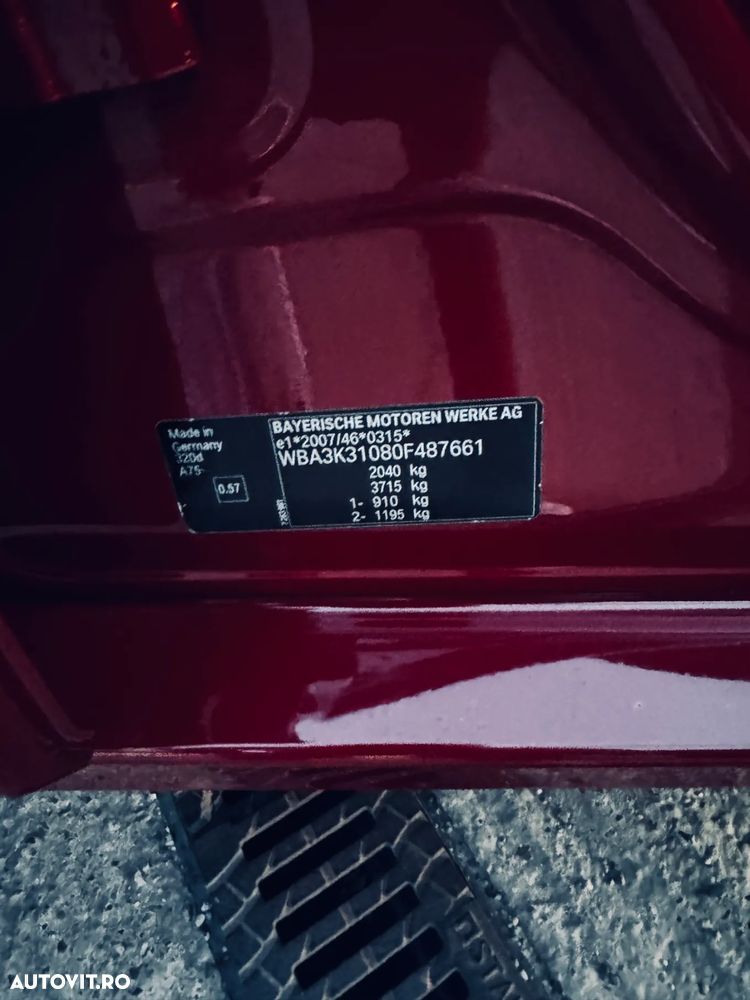 Made in
Germany
320d
A75
0.57
BAYERISCHE MOTOREN WERKE AG
e1*2007/46*0315*
WBA3K31080F487661
2040 kg
3715 kg
1- 910 kg
2- 1195 kg
AUTOVIT.RO